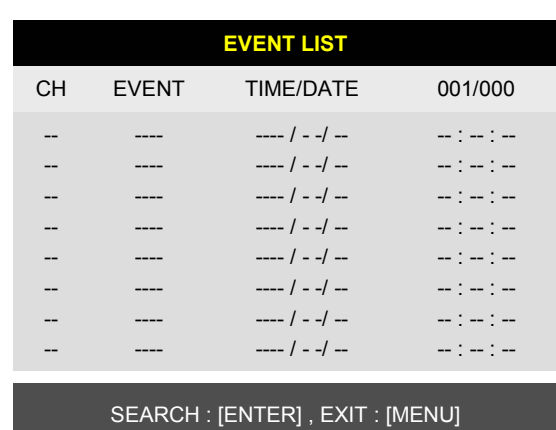 EVENT LIST
CH EVENT TIME/DATE 001/000
-- ---- ---- / - -/ -- -- : -- : --
-- ---- ---- / - -/ -- -- : -- : --
-- ---- ---- / - -/ -- -- : -- : --
-- ---- ---- / - -/ -- -- : -- : --
-- ---- ---- / - -/ -- -- : -- : --
-- ---- ---- / - -/ -- -- : -- : --
-- ---- ---- / - -/ -- -- : -- : --
-- ---- ---- / - -/ -- -- : -- : --
SEARCH : [ENTER] , EXIT : [MENU]